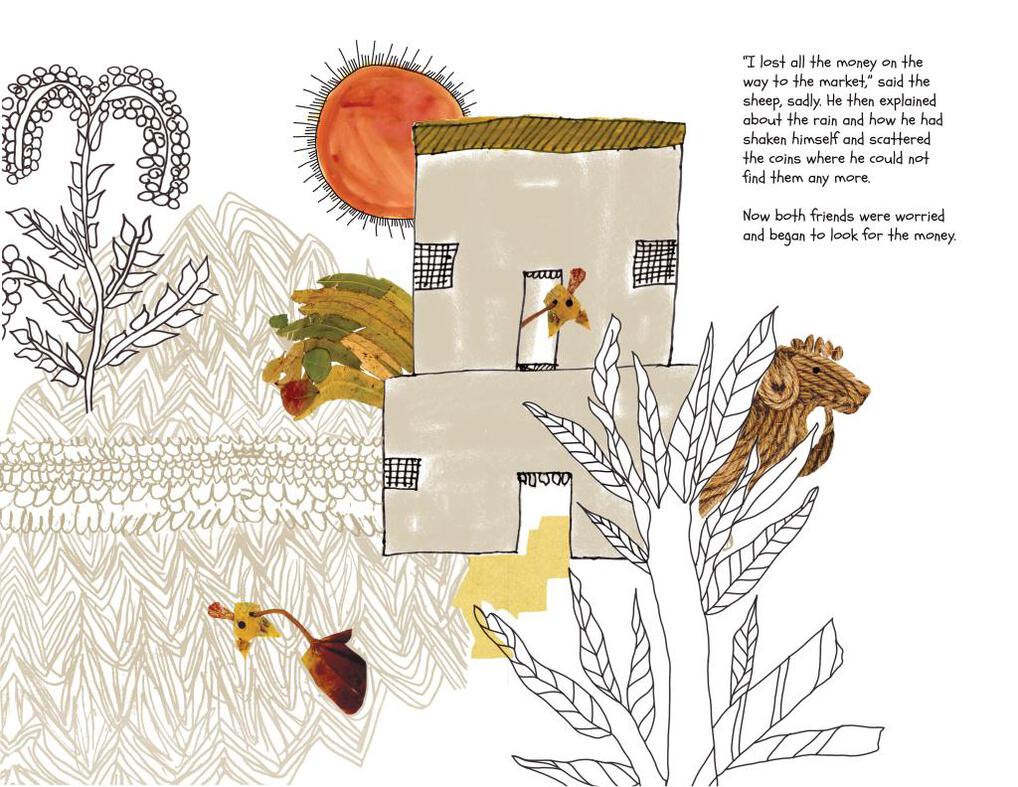 "I lost all the money on the
way to the market," said the
sheep, sadly. He then explained
about the rain and how he had
shaken himself and scattered
the coins where he could not
find them any more.
Now both friends were worried
and began to look for the money.